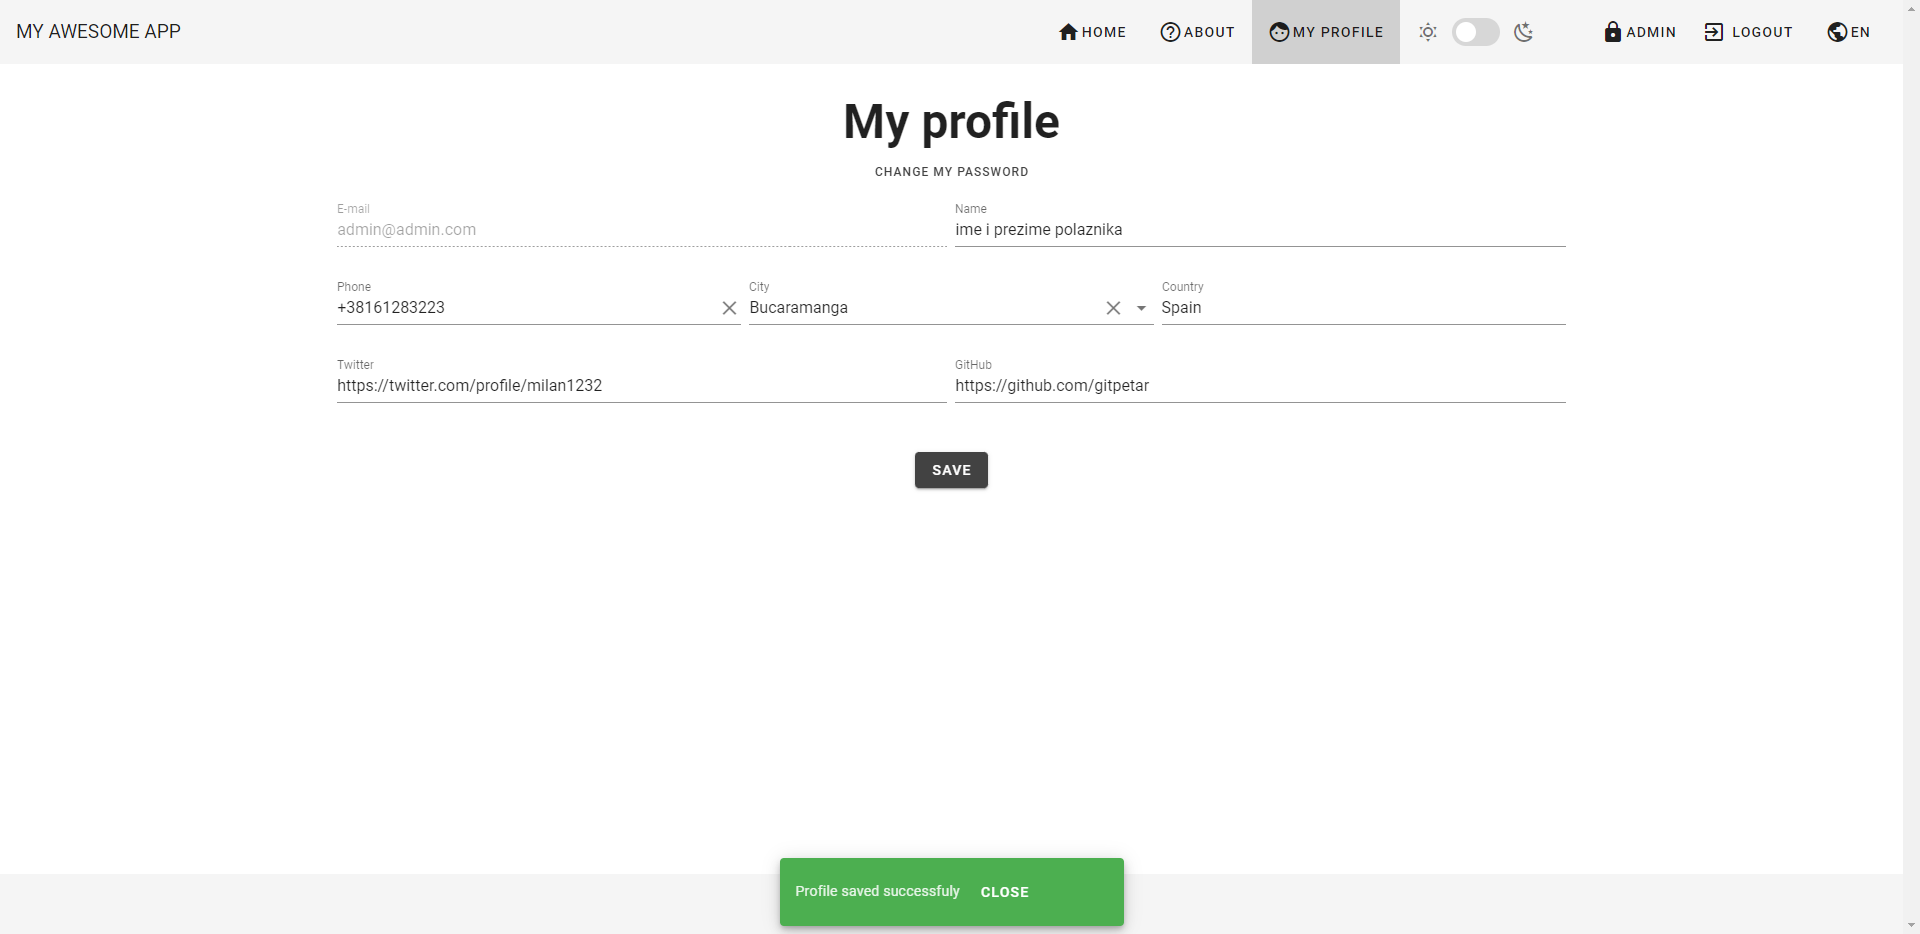 MY AWESOME APP HOME ABOUT MY PROFILE ADMIN LOGOUT EN
My profile
CHANGE MY PASSWORD
E-mail Name
admin@admin.com ime i prezime polaznika
Phone City Country
+38161283223 Bucaramanga Spain
Twitter GitHub
https://twitter.com/profile/milan1232 https://github.com/gitpetar
SAVE
Profile saved successfuly CLOSE